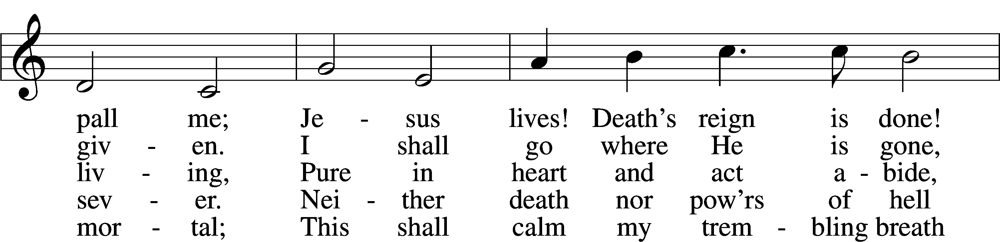 pall me; Je - sus lives! Death's reign is done!
giv - en. I shall go where He is gone,
liv - ing, Pure in heart and act a - bide,
sev - er. Nei - ther death nor pow'rs of hell
mor - tal; This shall calm my trem - bling breath